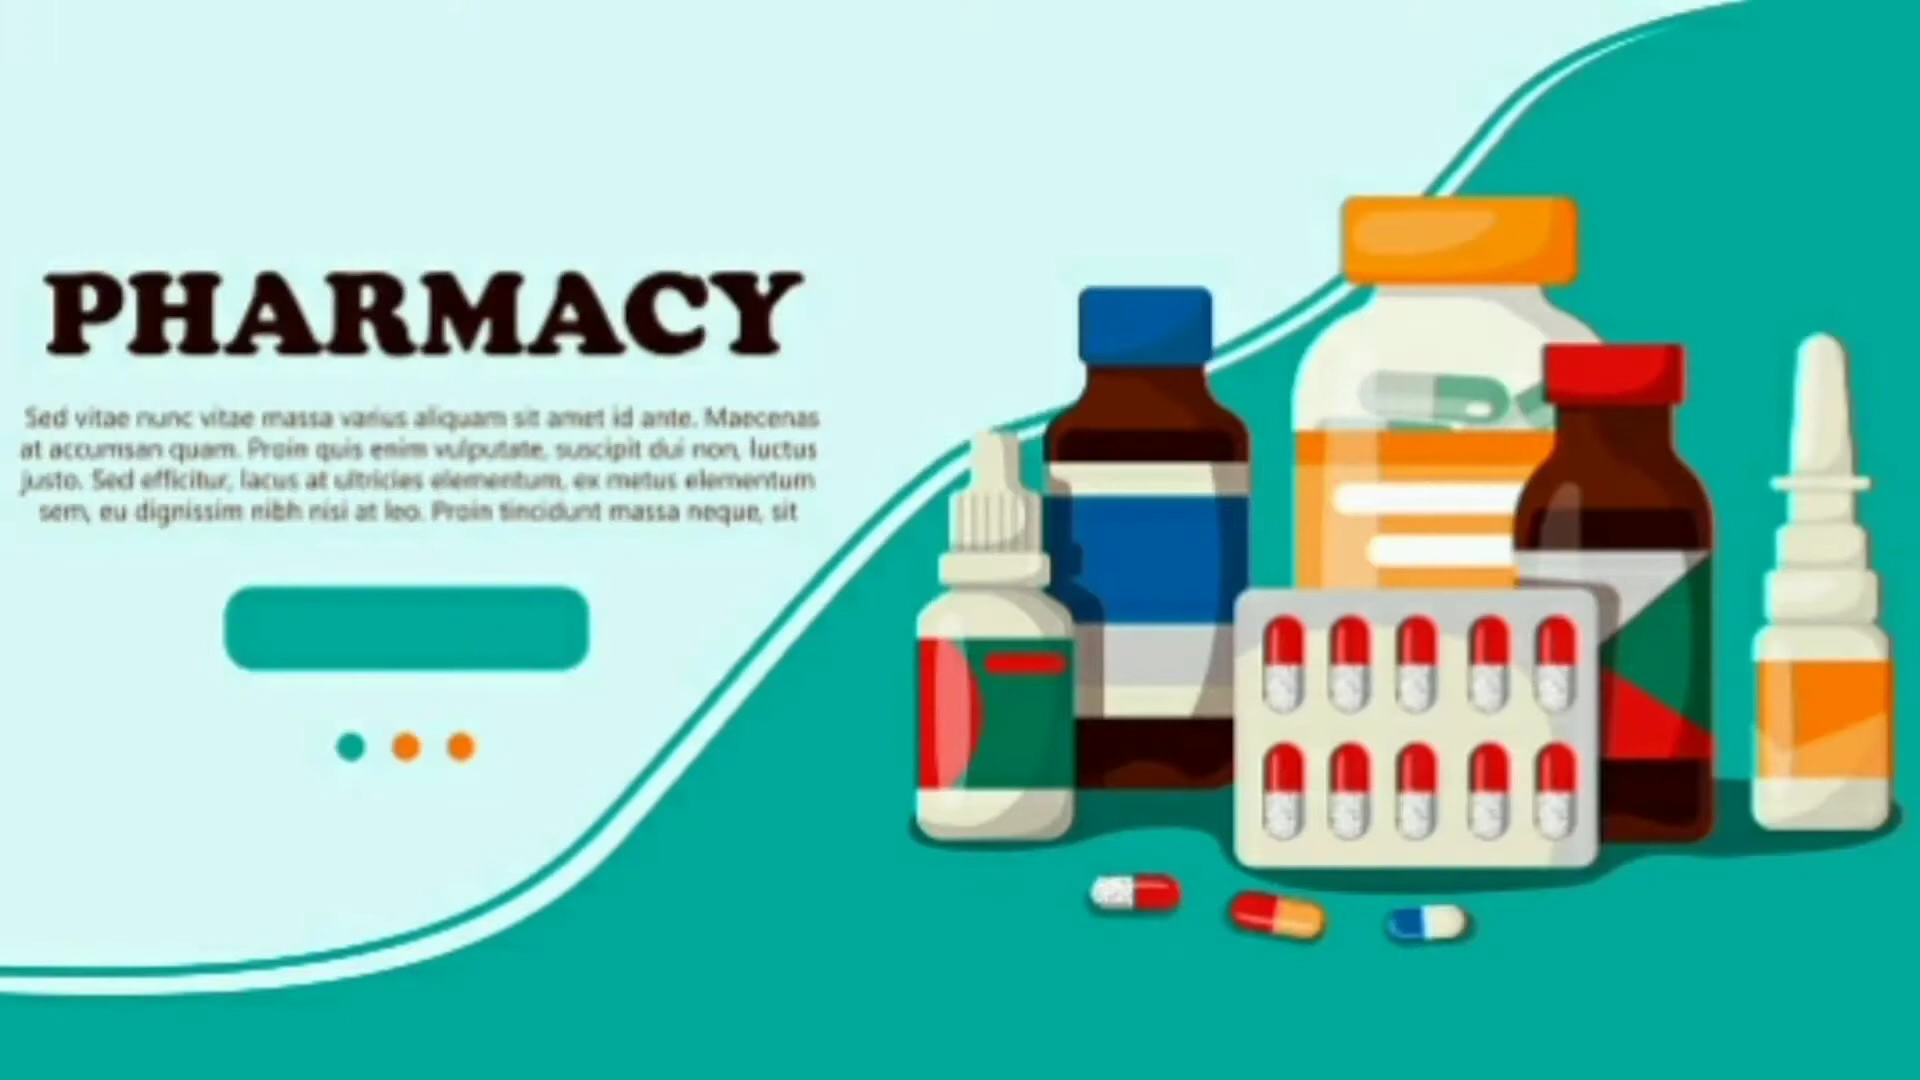 PHARMACY
Sed vitae nunc vitae massa varius aliquam sit amet id ante. Maecenas
at accumsan quam. Proin quis enim vulputate, suscipit dui non, luctus
justo. Sed efficitur, lacus at ultricies elementum, ex metus elementum
sem, eu dignissim nibh nisi at leo. Proin tincidunt massa neque, sit